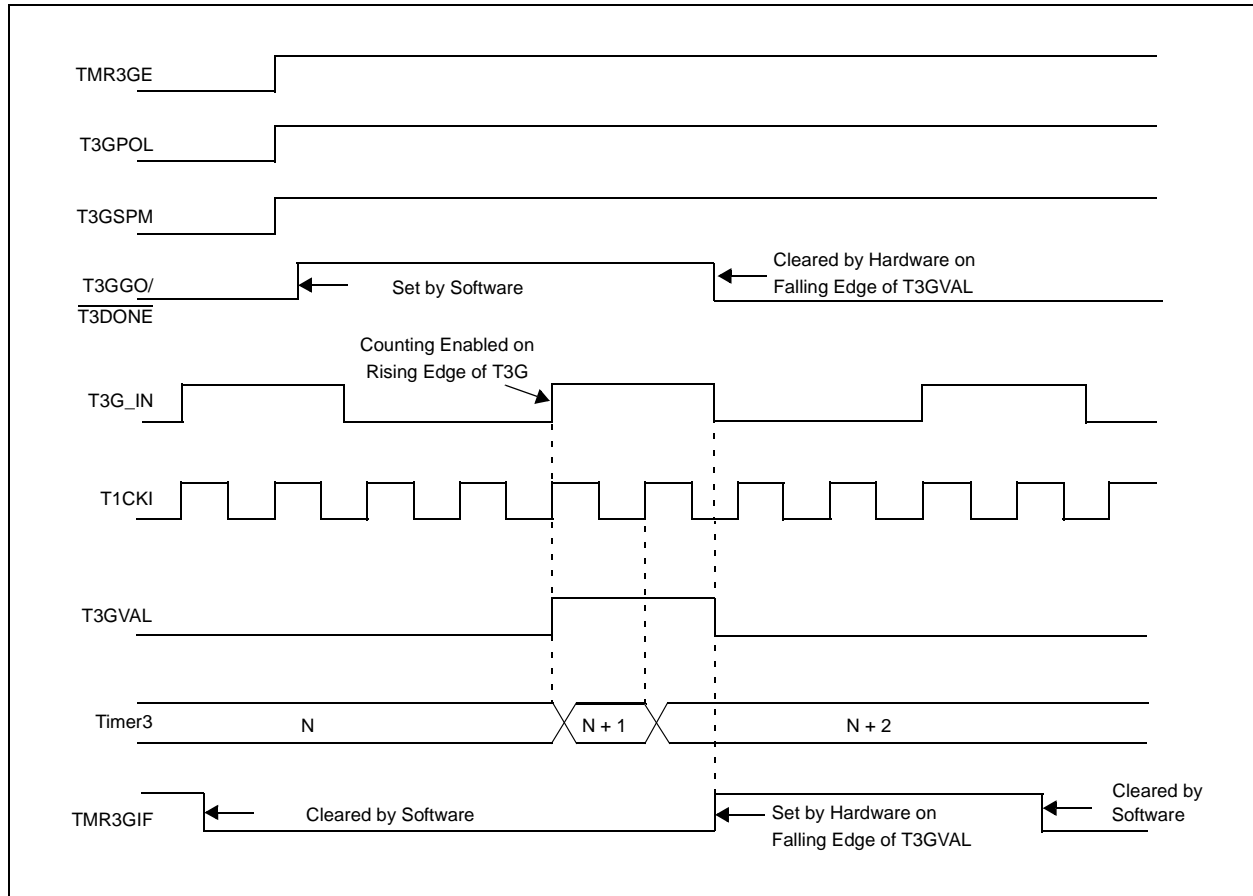 TMR3GE
T3GPOL
T3GSPM
T3GGO/
T3DONE
Set by Software
Cleared by Hardware on
Falling Edge of T3GVAL
Counting Enabled on
Rising Edge of T3G
T3G_IN
T1CKI
T3GVAL
Timer3
N
N + 1
N + 2
TMR3GIF
Cleared by Software
Set by Hardware on
Falling Edge of T3GVAL
Cleared by
Software